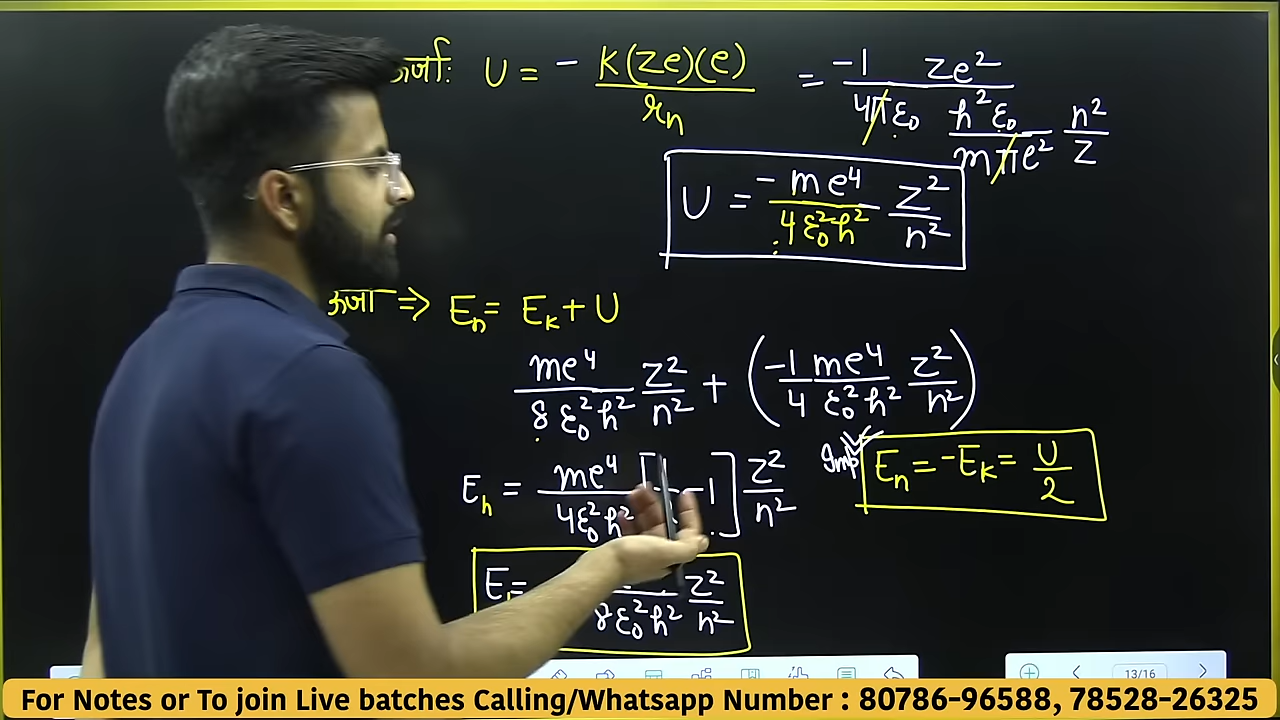 ऊर्जाः U = - K(Ze)(e) / rₙ = -1 / 4πε₀ Ze² / h²ε₀ / mπe² n² / Z
U = -me⁴ / 4ε₀²h² Z² / n²
ऊर्जा => Eₙ = Eₖ + U
me⁴ / 8ε₀²h² Z² / n² + (-1 / 4 me⁴ / ε₀²h² Z² / n²)
Eₙ = me⁴ / 4ε₀²h² [ -1] Z² / n²
Imp Eₙ = -Eₖ = U / 2
E = 8ε₀²h² Z² / n²
13/16
For Notes or To join Live batches Calling/Whatsapp Number : 80786-96588, 78528-26325